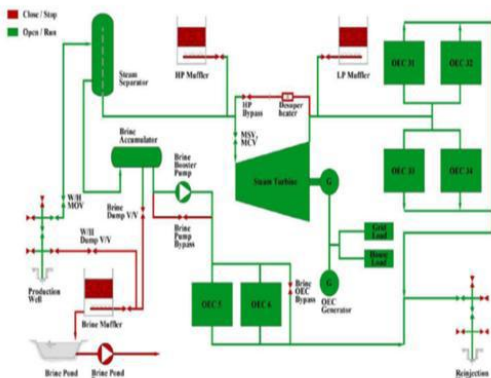 Close / Stop
Open / Run
Steam
Separator
HP Muffler
LP Muffler
OEC 31
OEC 32
HP
Bypass
Desuper
heater
MSV,
MCV
Brine
Accumulator
Brine
Booster
Pump
Steam Turbine
G
OEC 33
OEC 34
W/H
MOV
Brine
Dump V/V
W/H
Dump V/V
Brine
Pump
Bypass
Grid
Load
House
Load
Production
Well
Brine
OEC
Bypass
G
OEC
Generator
OEC 5
OEC 6
Brine Muffler
Brine Pond
Brine Pond
Reinjection